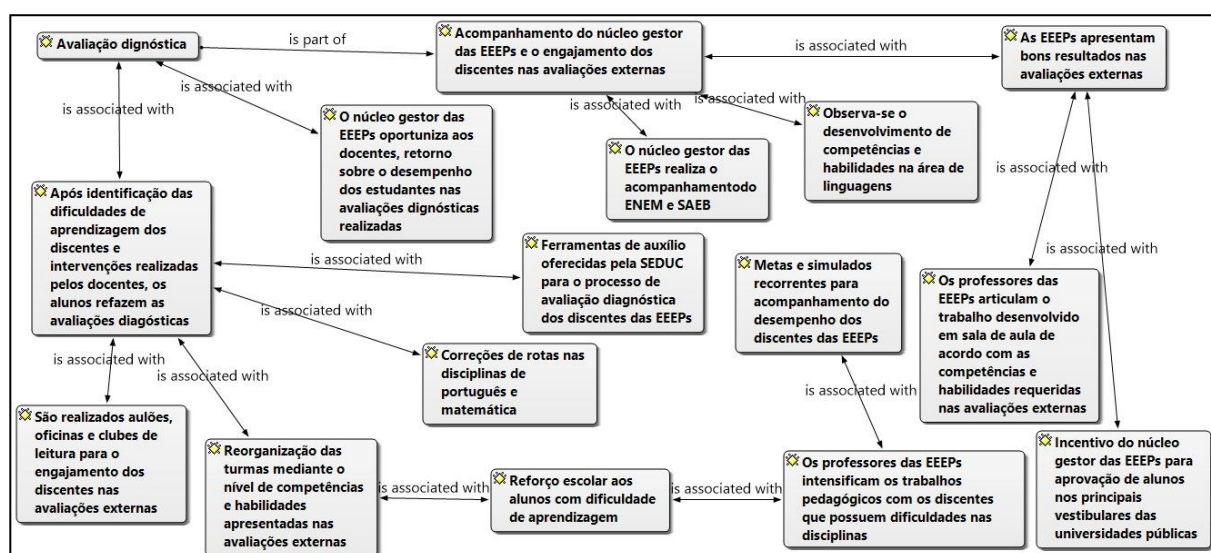 Avaliação dignóstica
is part of
Acompanhamento do núcleo gestor
das EEEPs e o engajamento dos
discentes nas avaliações externas
is associated with
As EEEPs apresentam
bons resultados nas
avaliações externas
is associated with
is associated with
is associated with
is associated with
O núcleo gestor das
EEEPs oportuniza aos
docentes, retorno
sobre o desempenho
dos estudantes nas
avaliações dignósticas
realizadas
O núcleo gestor das
EEEPs realiza o
acompanhamentodo
ENEM e SAEB
Observa-se o
desenvolvimento de
competências e
habilidades na área de
linguagens
Após identificação das
dificuldades de
aprendizagem dos
discentes e
intervenções realizadas
pelos docentes, os
alunos refazem as
avaliações diagósticas
is associated with
Ferramentas de auxílio
oferecidas pela SEDUC
para o processo de
avaliação diagnóstica
dos discentes das EEEPs
Metas e simulados
recorrentes para
acompanhamento do
desempenho dos
discentes das EEEPs
is associated with
is associated with
Os professores das
EEEPs articulam o
trabalho desenvolvido
em sala de aula de
acordo com as
competências e
habilidades requeridas
nas avaliações externas
is associated with
Correções de rotas nas
disciplinas de
português e
matemática
is associated with
is associated with
is associated with
São realizados aulões,
oficinas e clubes de
leitura para o
engajamento dos
discentes nas
avaliações externas
Reorganização das
turmas mediante o
nível de competências
e habilidades
apresentadas nas
avaliações externas
is associated with
Reforço escolar aos
alunos com dificuldade
de aprendizagem
is associated with
Os professores das EEEPs
intensificam os trabalhos
pedagógicos com os discentes
que possuem dificuldades nas
disciplinas
Incentivo do núcleo
gestor das EEEPs para
aprovação de alunos
nos principais
vestibulares das
universidades públicas